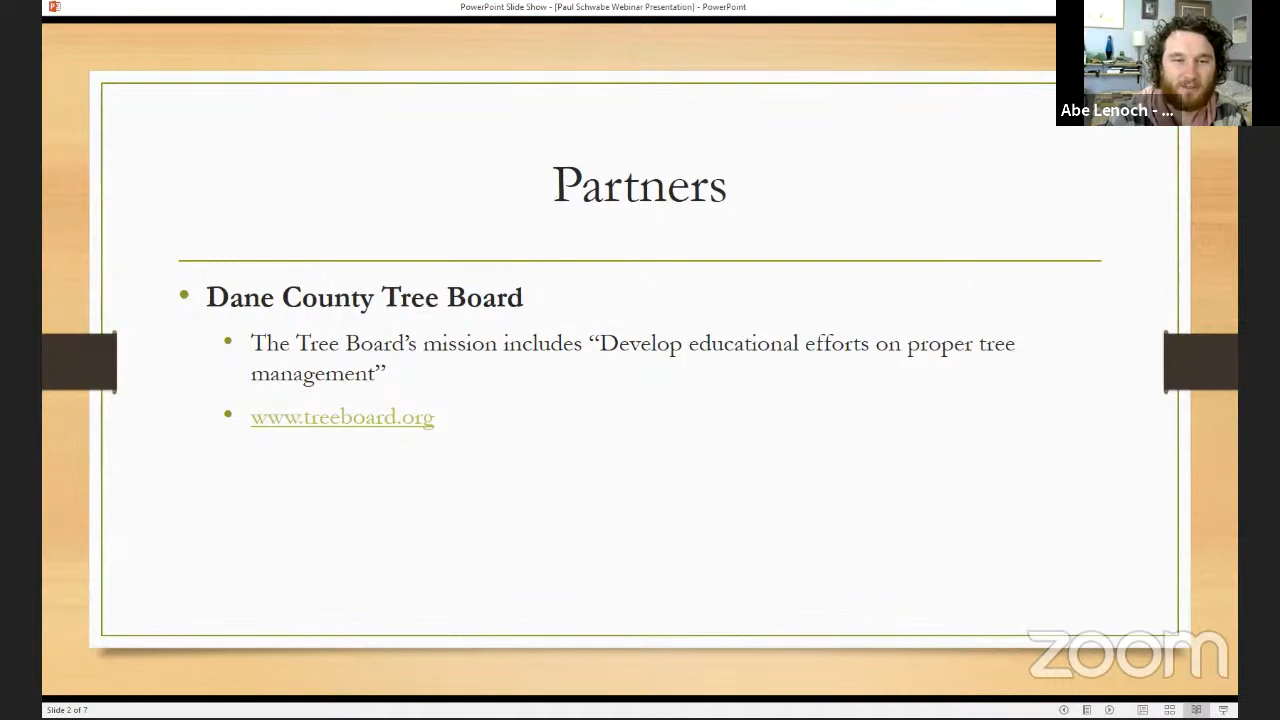 PowerPoint Slide Show - [Paul Schwabe Webinar Presentation] - PowerPoint
Abe Lenoch - ...
Partners
Dane County Tree Board
The Tree Board’s mission includes “Develop educational efforts on proper tree
management”
www.treeboard.org
zoom
Slide 2 of 7